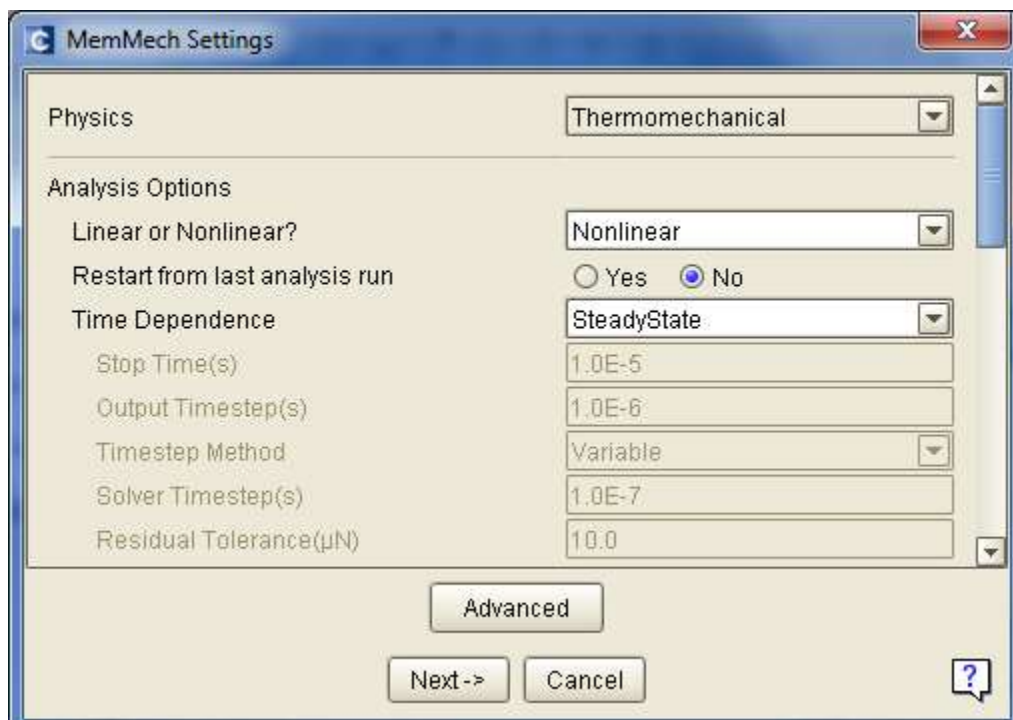 MemMech Settings
Physics Thermomechanical
Analysis Options
Linear or Nonlinear? Nonlinear
Restart from last analysis run Yes No
Time Dependence SteadyState
Stop Time(s) 1.0E-5
Output Timestep(s) 1.0E-6
Timestep Method Variable
Solver Timestep(s) 1.0E-7
Residual Tolerance(µN) 10.0
Advanced
Next-> Cancel ?